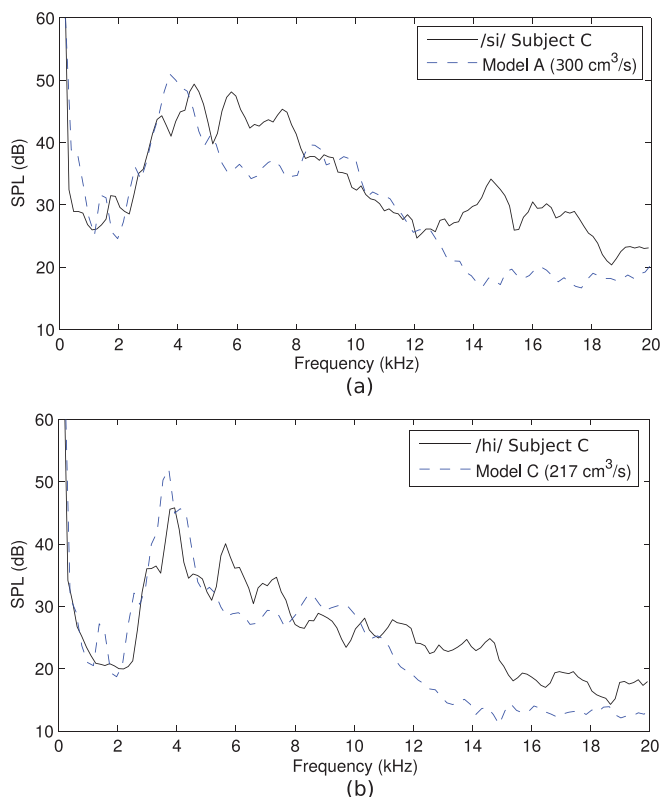 60
50
40
30
20
10
SPL (dB)
/si/ Subject C
Model A (300 cm³/s)
0 2 4 6 8 10 12 14 16 18 20
Frequency (kHz)
(a)
60
50
40
30
20
10
SPL (dB)
/hi/ Subject C
Model C (217 cm³/s)
0 2 4 6 8 10 12 14 16 18 20
Frequency (kHz)
(b)